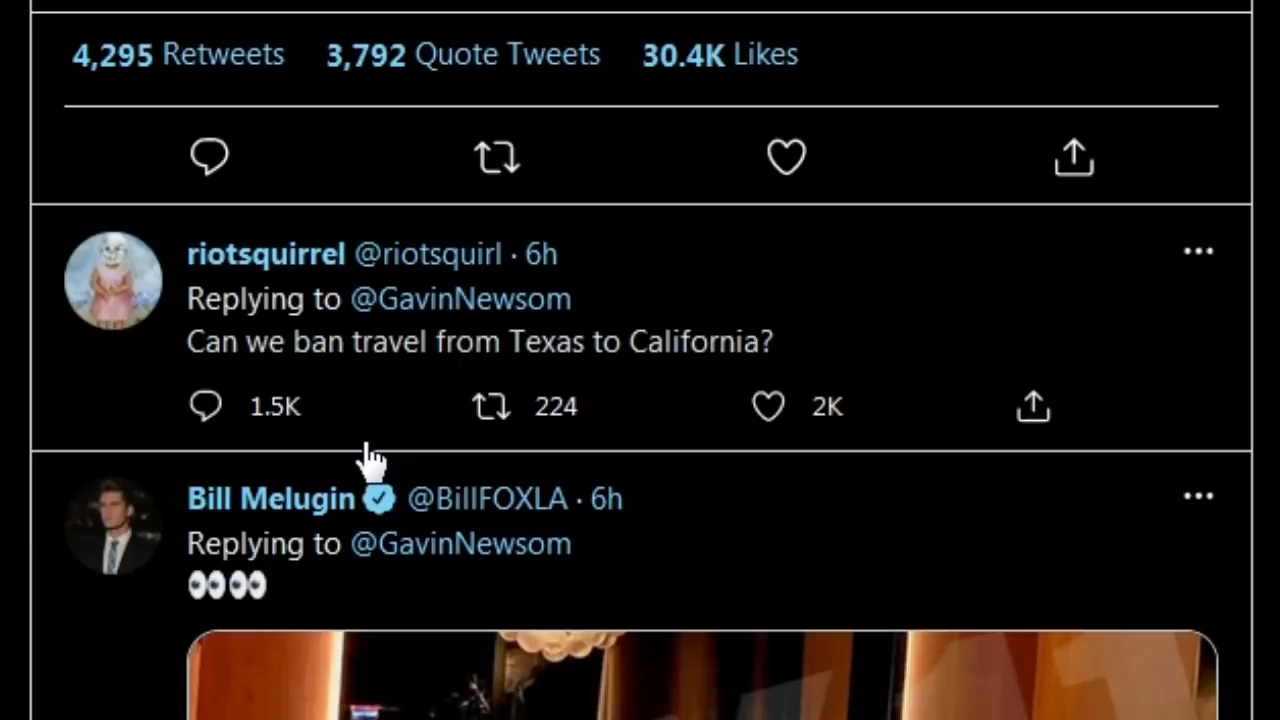 4,295 Retweets 3,792 Quote Tweets 30.4K Likes
riotsquirrel @riotsquirl · 6h
Replying to @GavinNewsom
Can we ban travel from Texas to California?
1.5K 224 2K
Bill Melugin @BillFOXLA · 6h
Replying to @GavinNewsom
👀👀